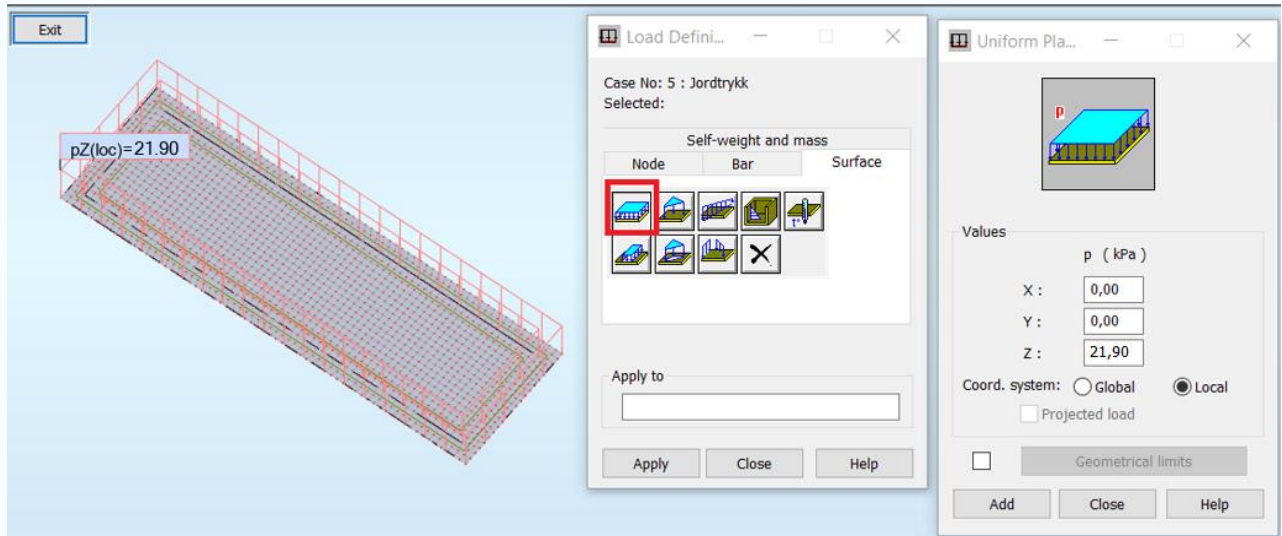 Exit
pZ(loc)=21.90
Load Defini...
Case No: 5 : Jordtrykk
Selected:
Self-weight and mass
Node Bar Surface
T°
Apply to
Apply Close Help
Uniform Pla...
P
Values
p ( kPa )
X : 0,00
Y : 0,00
Z : 21,90
Coord. system: Global Local
Projected load
Geometrical limits
Add Close Help